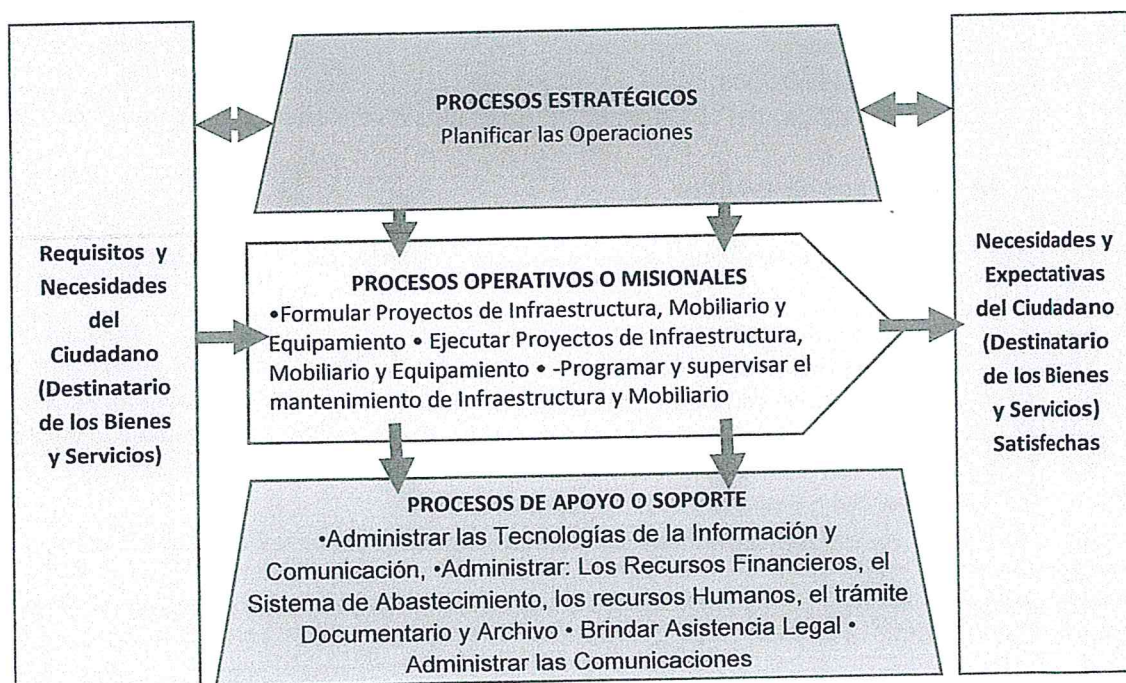 PROCESOS ESTRATÉGICOS
Planificar las Operaciones
Requisitos y
Necesidades
del
Ciudadano
(Destinatario
de los Bienes
y Servicios)
PROCESOS OPERATIVOS O MISIONALES
•Formular Proyectos de Infraestructura, Mobiliario y
Equipamiento • Ejecutar Proyectos de Infraestructura,
Mobiliario y Equipamiento • -Programar y supervisar el
mantenimiento de Infraestructura y Mobiliario
Necesidades y
Expectativas
del Ciudadano
(Destinatario
de los Bienes
y Servicios)
Satisfechas
PROCESOS DE APOYO O SOPORTE
•Administrar las Tecnologías de la Información y
Comunicación, •Administrar: Los Recursos Financieros, el
Sistema de Abastecimiento, los recursos Humanos, el trámite
Documentario y Archivo • Brindar Asistencia Legal •
Administrar las Comunicaciones